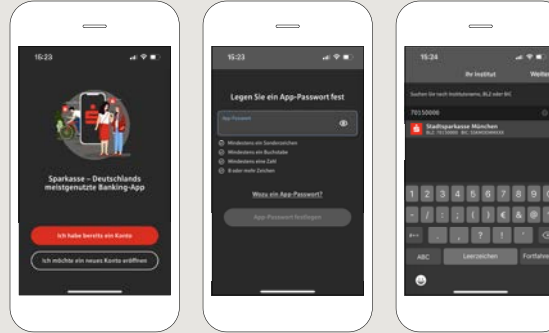 15:23
Sparkasse – Deutschlands
meistgenutzte Banking-App
Ich habe bereits ein Konto
Ich möchte ein neues Konto eröffnen
15:23
Legen Sie ein App-Passwort fest
App-Passwort
Mindestens ein Sonderzeichen
Mindestens ein Buchstabe
Mindestens eine Zahl
8 oder mehr Zeichen
Wozu ein App-Passwort?
App-Passwort festlegen
15:24
Ihr Institut
Weiter
Suchen Sie nach Institutsname, BLZ oder BIC
70150000
Stadtsparkasse München
BLZ: 70150000 BIC: SSKMDEMMXXX
1 2 3 4 5 6 7 8 9 0
- / : ; ( ) € & @
. , ? ! '
ABC
Leerzeichen
Fortfahren